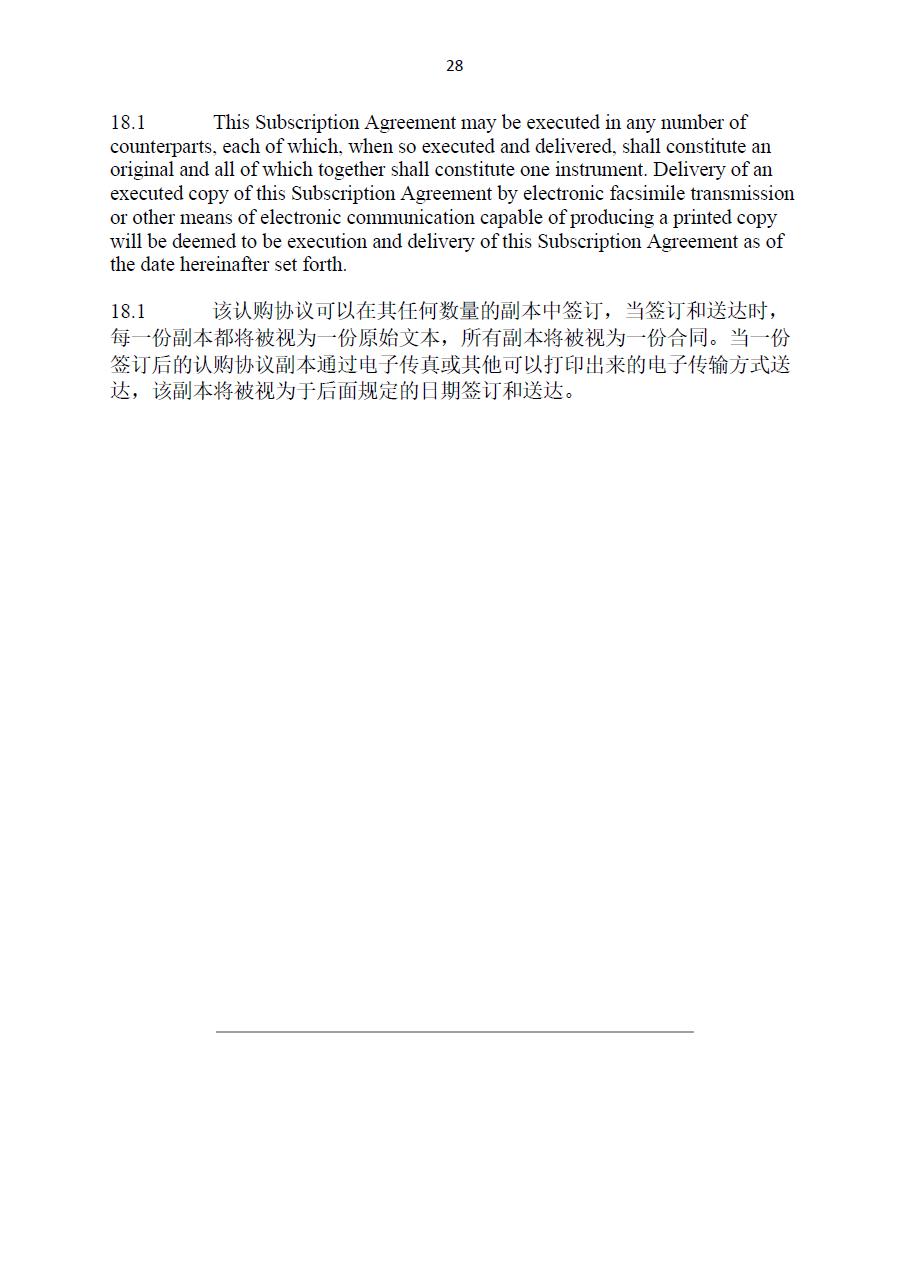 28
18.1 This Subscription Agreement may be executed in any number of
counterparts, each of which, when so executed and delivered, shall constitute an
original and all of which together shall constitute one instrument. Delivery of an
executed copy of this Subscription Agreement by electronic facsimile transmission
or other means of electronic communication capable of producing a printed copy
will be deemed to be execution and delivery of this Subscription Agreement as of
the date hereinafter set forth.
18.1 该认购协议可以在其任何数量的副本中签订，当签订和送达时，
每一份副本都将被视为一份原始文本，所有副本将被视为一份合同。当一份
签订后的认购协议副本通过电子传真或其他可以打印出来的电子传输方式送
达，该副本将被视为于后面规定的日期签订和送达。